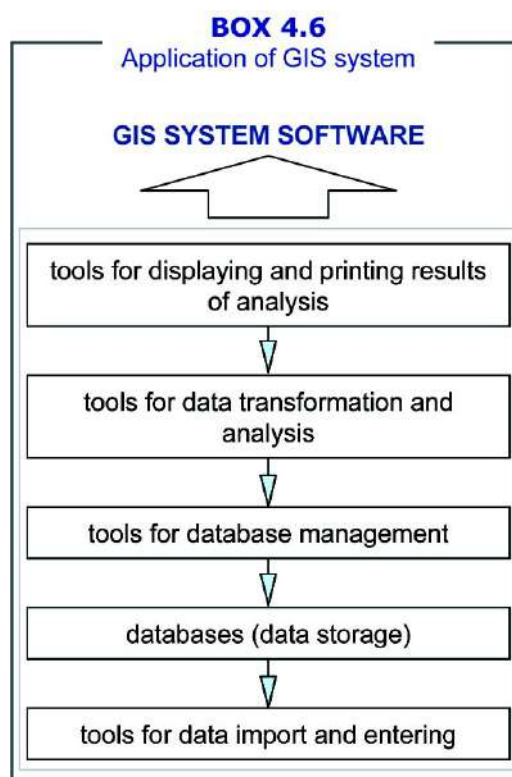 BOX 4.6
Application of GIS system
GIS SYSTEM SOFTWARE
tools for displaying and printing results
of analysis
tools for data transformation and
analysis
tools for database management
databases (data storage)
tools for data import and entering